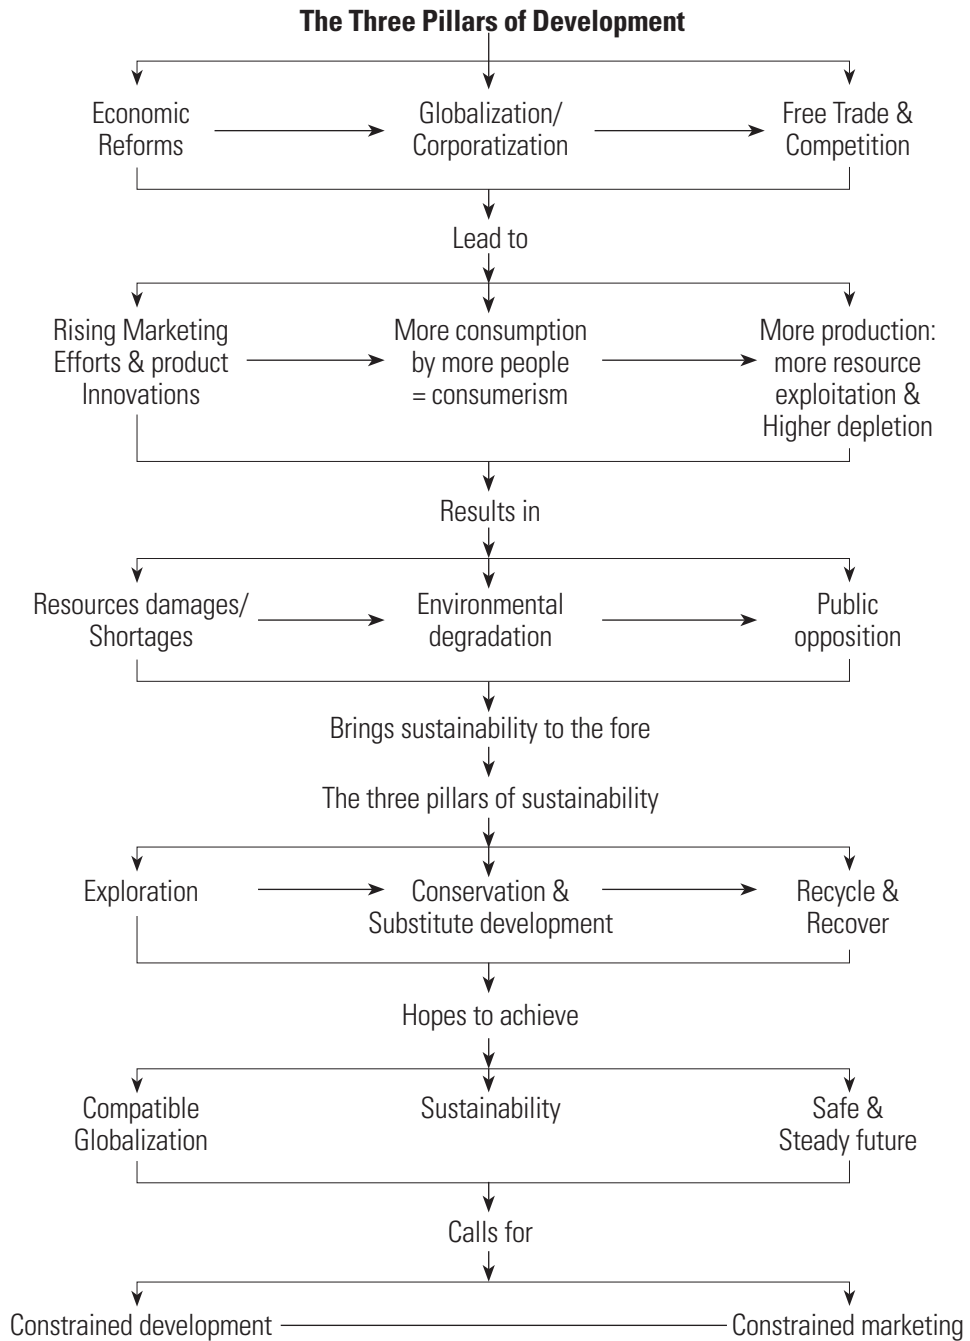 The Three Pillars of Development
Economic
Reforms
Globalization/
Corporatization
Free Trade &
Competition
Lead to
Rising Marketing
Efforts & product
Innovations
More consumption
by more people
= consumerism
More production:
more resource
exploitation &
Higher depletion
Results in
Resources damages/
Shortages
Environmental
degradation
Public
opposition
Brings sustainability to the fore
The three pillars of sustainability
Exploration
Conservation &
Substitute development
Recycle &
Recover
Hopes to achieve
Compatible
Globalization
Sustainability
Safe &
Steady future
Calls for
Constrained development
Constrained marketing